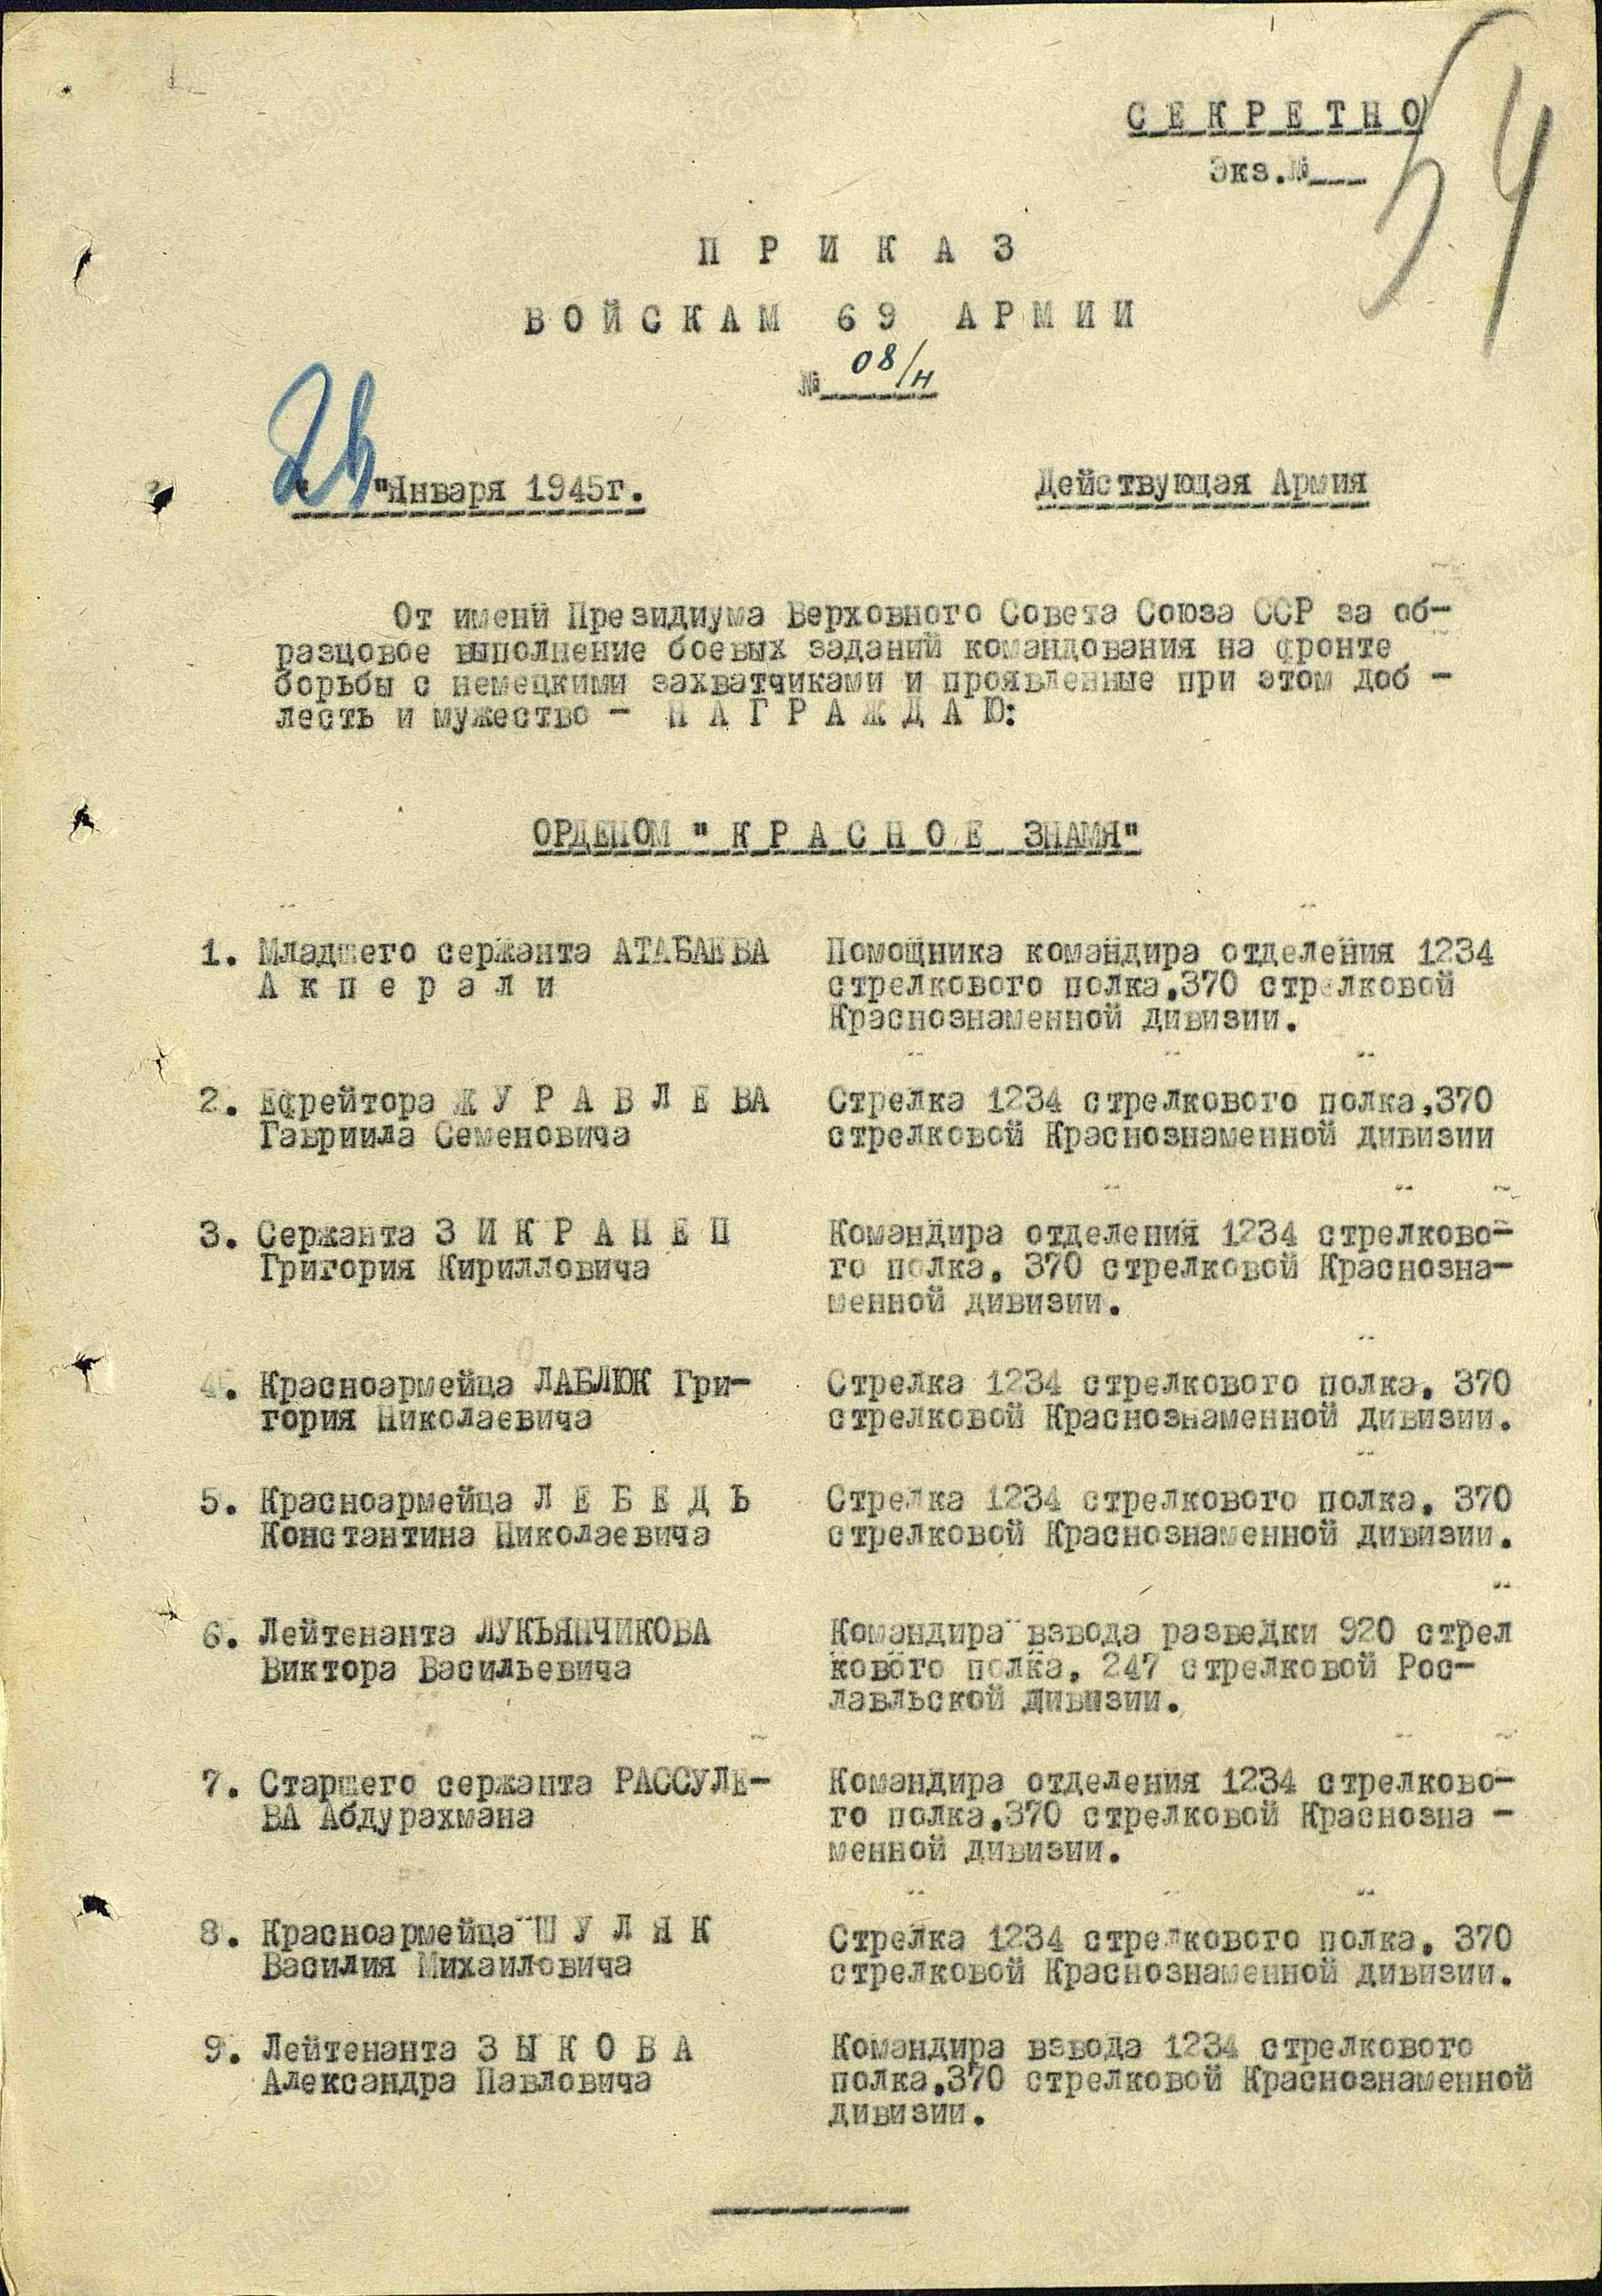 54
СЕКРЕТНО
Экз.№
ПРИКАЗ
ВОЙСКАМ 69 АРМИИ
№ 08/н
" "Января 1945г. Действующая Армия
От имени Президиума Верховного Совета Союза ССР за об-
разцовое выполнение боевых заданий командования на фронте
борьбы с немецкими захватчиками и проявленные при этом доб -
лесть и мужество - НАГРАЖДАЮ:
ОРДЕНОМ "КРАСНОЕ ЗНАМЯ"
1. Младшего сержанта АТАБАЕВА Помощника командира отделения 1234
Акперали стрелкового полка,370 стрелковой
Краснознаменной дивизии.
2. Ефрейтора ЖУРАВЛЕВА Стрелка 1234 стрелкового полка,370
Гавриила Семеновича стрелковой Краснознаменной дивизии
3. Сержанта ЗИКРАНЕЦ Командира отделения 1234 стрелково-
Григория Кирилловича го полка, 370 стрелковой Краснозна-
менной дивизии.
4. Красноармейца ЛАБЛЮК Гри- Стрелка 1234 стрелкового полка, 370
гория Николаевича стрелковой Краснознаменной дивизии.
5. Красноармейца ЛЕБЕДЬ Стрелка 1234 стрелкового полка, 370
Константина Николаевича стрелковой Краснознаменной дивизии.
6. Лейтенанта ЛУКЬЯНЧИКОВА Командира взвода разведки 920 стрел
Виктора Васильевича кового полка, 247 стрелковой Рос-
лавльской дивизии.
7. Старшего сержанта РАССУЛЕ- Командира отделения 1234 стрелково-
ВА Абдурахмана го полка,370 стрелковой Краснозна -
менной дивизии.
8. Красноармейца ШУЛЯК Стрелка 1234 стрелкового полка, 370
Василия Михайловича стрелковой Краснознаменной дивизии.
9. Лейтенанта ЗЫКОВА Командира взвода 1234 стрелкового
Александра Павловича полка,370 стрелковой Краснознаменной
дивизии.